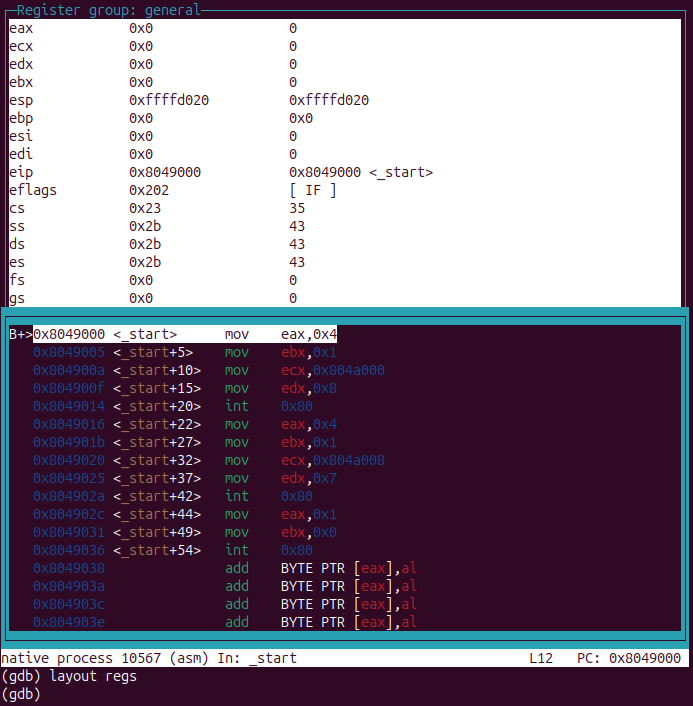 Register group: general
eax 0x0 0
ecx 0x0 0
edx 0x0 0
ebx 0x0 0
esp 0xffffd020 0xffffd020
ebp 0x0 0x0
esi 0x0 0
edi 0x0 0
eip 0x8049000 0x8049000 <_start>
eflags 0x202 [ IF ]
cs 0x23 35
ss 0x2b 43
ds 0x2b 43
es 0x2b 43
fs 0x0 0
gs 0x0 0
B+>0x8049000 <_start> mov eax,0x4
0x8049005 <_start+5> mov ebx,0x1
0x804900a <_start+10> mov ecx,0x804a000
0x804900f <_start+15> mov edx,0x8
0x8049014 <_start+20> int 0x80
0x8049016 <_start+22> mov eax,0x4
0x804901b <_start+27> mov ebx,0x1
0x8049020 <_start+32> mov ecx,0x804a008
0x8049025 <_start+37> mov edx,0x7
0x804902a <_start+42> int 0x80
0x804902c <_start+44> mov eax,0x1
0x8049031 <_start+49> mov ebx,0x0
0x8049036 <_start+54> int 0x80
0x8049038 add BYTE PTR [eax],al
0x804903a add BYTE PTR [eax],al
0x804903c add BYTE PTR [eax],al
0x804903e add BYTE PTR [eax],al
native process 10567 (asm) In: _start L12 PC: 0x8049000
(gdb) layout regs
(gdb)